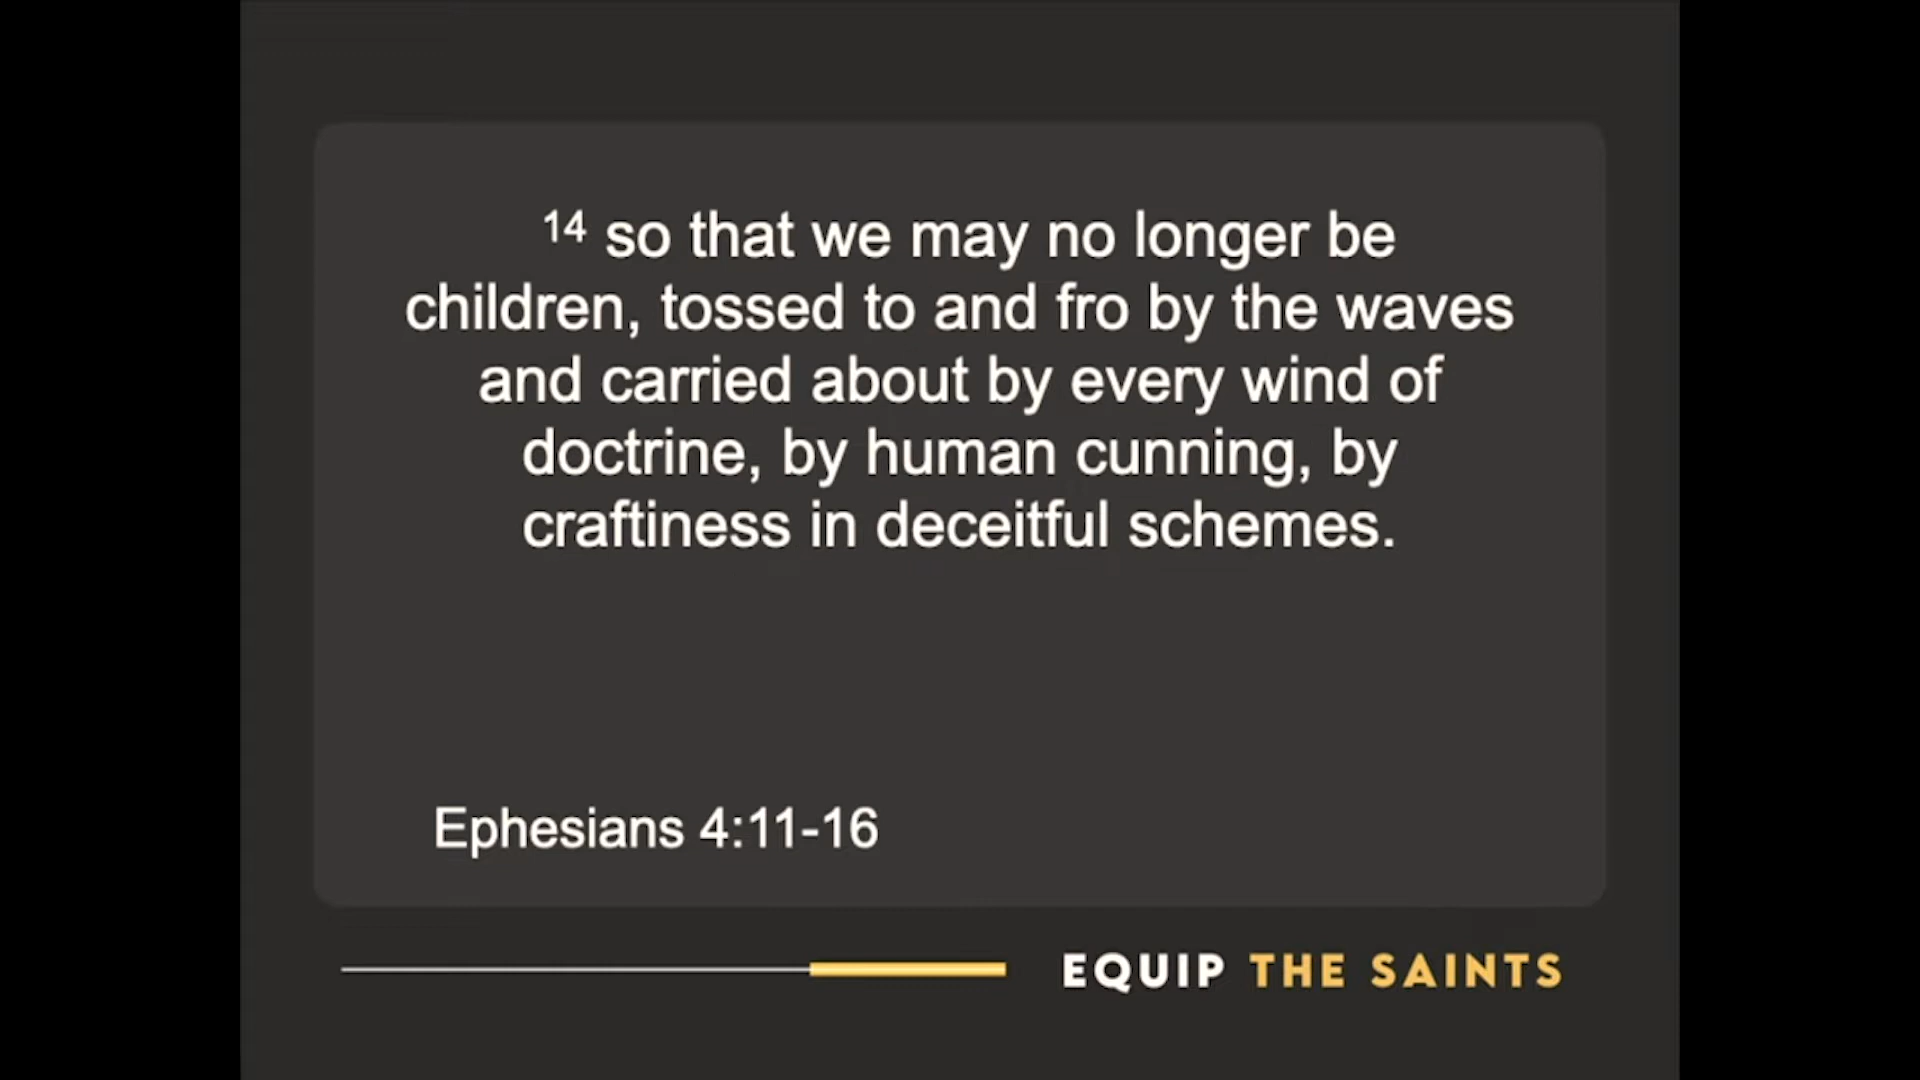 14 so that we may no longer be
children, tossed to and fro by the waves
and carried about by every wind of
doctrine, by human cunning, by
craftiness in deceitful schemes.
Ephesians 4:11-16
EQUIP THE SAINTS